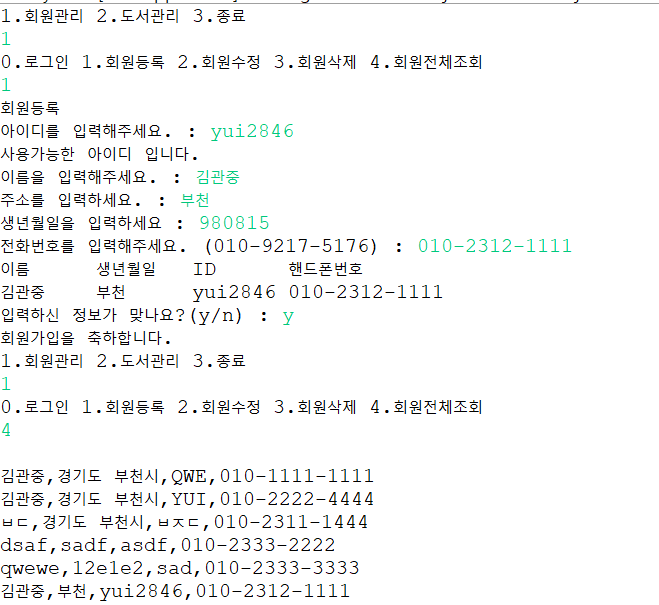 1.회원관리 2.도서관리 3.종료
1
0.로그인 1.회원등록 2.회원수정 3.회원삭제 4.회원전체조회
1
회원등록
아이디를 입력해주세요. : yui2846
사용가능한 아이디 입니다.
이름을 입력해주세요. : 김관중
주소를 입력하세요. : 부천
생년월일을 입력하세요 : 980815
전화번호를 입력해주세요. (010-9217-5176) : 010-2312-1111
이름 생년월일 ID 핸드폰번호
김관중 부천 yui2846 010-2312-1111
입력하신 정보가 맞나요?(y/n) : y
회원가입을 축하합니다.
1.회원관리 2.도서관리 3.종료
1
0.로그인 1.회원등록 2.회원수정 3.회원삭제 4.회원전체조회
4
김관중,경기도 부천시,QWE,010-1111-1111
김관중,경기도 부천시,YUI,010-2222-4444
ㅂㄷ,경기도 부천시,ㅂㅈㄷ,010-2311-1444
dsaf,sadf,asdf,010-2333-2222
qwewe,12e1e2,sad,010-2333-3333
김관중,부천,yui2846,010-2312-1111